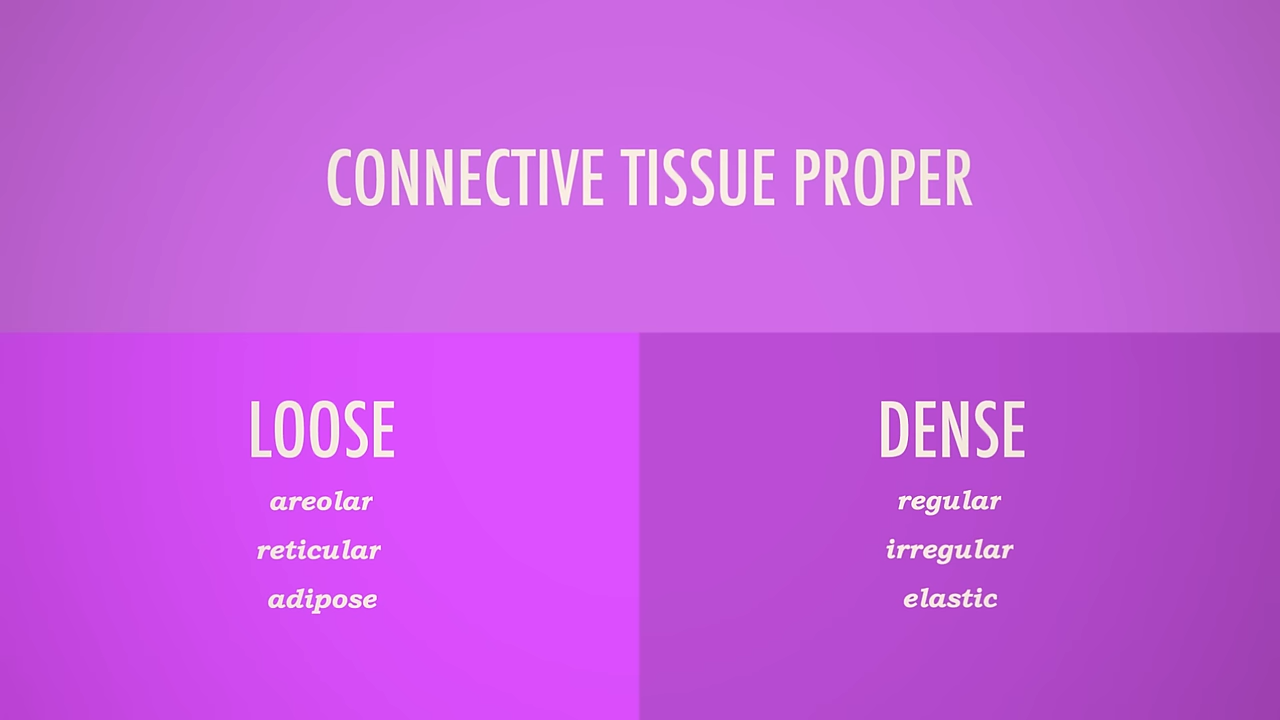 CONNECTIVE TISSUE PROPER
LOOSE
areolar
reticular
adipose
DENSE
regular
irregular
elastic